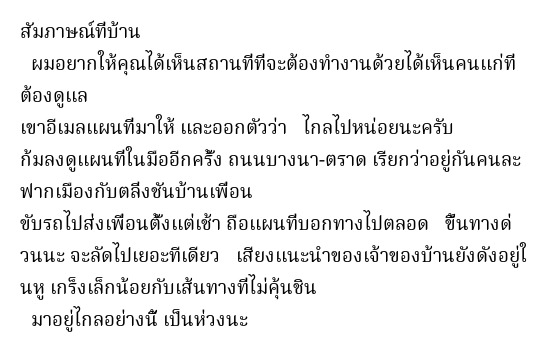 สัมภาษณ์ที่บ้าน
ผมอยากให้คุณได้เห็นสถานที่ที่จะต้องทำงานด้วยได้เห็นคนแก่ที่
ต้องดูแล
เขาอีเมลแผนที่มาให้ และออกตัวว่า ไกลไปหน่อยนะครับ
ก้มลงดูแผนที่ในมืออีกครั้ง ถนนบางนา-ตราด เรียกว่าอยู่กันคนละ
ฟากเมืองกับตลิ่งชันบ้านเพื่อน
ขับรถไปส่งเพื่อนตั้งแต่เช้า ถือแผนที่บอกทางไปตลอด ขึ้นทางด่
วนนะ จะลัดไปเยอะทีเดียว เสียงแนะนำของเจ้าของบ้านยังดังอยู่ใ
นหู เกร็งเล็กน้อยกับเส้นทางที่ไม่คุ้นชิน
มาอยู่ไกลอย่างนี้ เป็นห่วงนะ